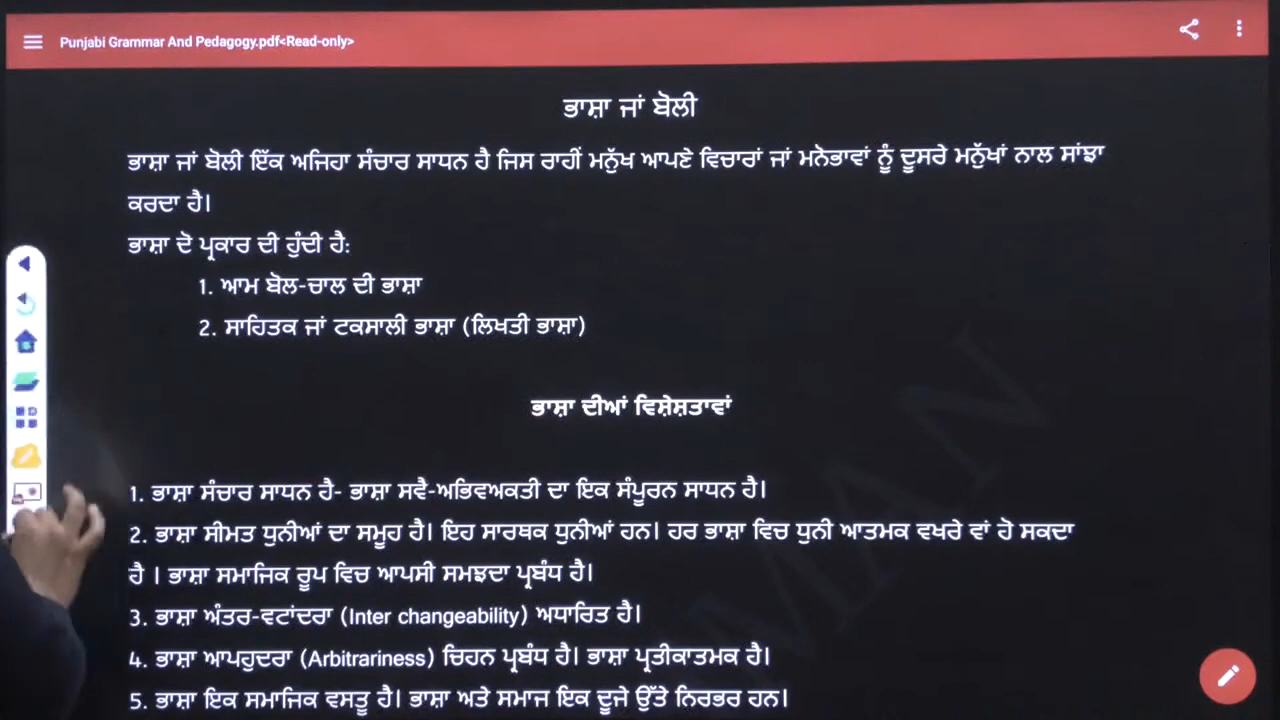 Punjabi Grammar And Pedagogy.pdf<Read-only>
ਭਾਸ਼ਾ ਜਾਂ ਬੋਲੀ
ਭਾਸ਼ਾ ਜਾਂ ਬੋਲੀ ਇੱਕ ਅਜਿਹਾ ਸੰਚਾਰ ਸਾਧਨ ਹੈ ਜਿਸ ਰਾਹੀਂ ਮਨੁੱਖ ਆਪਣੇ ਵਿਚਾਰਾਂ ਜਾਂ ਮਨੋਭਾਵਾਂ ਨੂੰ ਦੂਸਰੇ ਮਨੁੱਖਾਂ ਨਾਲ ਸਾਂਝਾ
ਕਰਦਾ ਹੈ।
ਭਾਸ਼ਾ ਦੋ ਪ੍ਰਕਾਰ ਦੀ ਹੁੰਦੀ ਹੈ:
1. ਆਮ ਬੋਲ-ਚਾਲ ਦੀ ਭਾਸ਼ਾ
2. ਸਾਹਿਤਕ ਜਾਂ ਟਕਸਾਲੀ ਭਾਸ਼ਾ (ਲਿਖਤੀ ਭਾਸ਼ਾ)
ਭਾਸ਼ਾ ਦੀਆਂ ਵਿਸ਼ੇਸ਼ਤਾਵਾਂ
1. ਭਾਸ਼ਾ ਸੰਚਾਰ ਸਾਧਨ ਹੈ- ਭਾਸ਼ਾ ਸਵੈ-ਅਭਿਵਅਕਤੀ ਦਾ ਇਕ ਸੰਪੂਰਨ ਸਾਧਨ ਹੈ।
2. ਭਾਸ਼ਾ ਸੀਮਤ ਧੁਨੀਆਂ ਦਾ ਸਮੂਹ ਹੈ। ਇਹ ਸਾਰਥਕ ਧੁਨੀਆਂ ਹਨ। ਹਰ ਭਾਸ਼ਾ ਵਿਚ ਧੁਨੀ ਆਤਮਕ ਵਖਰੇਵਾਂ ਹੋ ਸਕਦਾ
ਹੈ । ਭਾਸ਼ਾ ਸਮਾਜਿਕ ਰੂਪ ਵਿਚ ਆਪਸੀ ਸਮਝਦਾ ਪ੍ਰਬੰਧ ਹੈ।
3. ਭਾਸ਼ਾ ਅੰਤਰ-ਵਟਾਂਦਰਾ (Inter changeability) ਅਧਾਰਿਤ ਹੈ।
4. ਭਾਸ਼ਾ ਆਪਹੁਦਰਾ (Arbitrariness) ਚਿਹਨ ਪ੍ਰਬੰਧ ਹੈ। ਭਾਸ਼ਾ ਪ੍ਰਤੀਕਾਤਮਕ ਹੈ।
5. ਭਾਸ਼ਾ ਇਕ ਸਮਾਜਿਕ ਵਸਤੂ ਹੈ। ਭਾਸ਼ਾ ਅਤੇ ਸਮਾਜ ਇਕ ਦੂਜੇ ਉੱਤੇ ਨਿਰਭਰ ਹਨ।